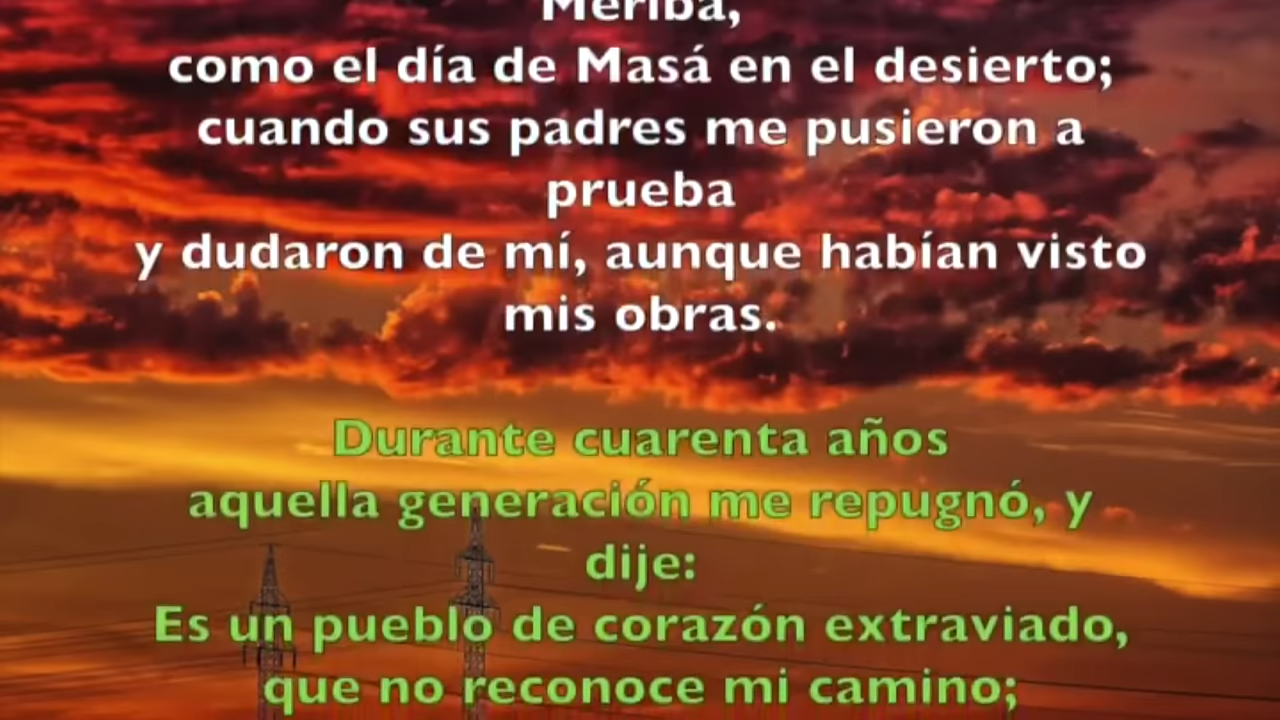 Meriba,
como el día de Masá en el desierto;
cuando sus padres me pusieron a
prueba
y dudaron de mí, aunque habían visto
mis obras.
Durante cuarenta años
aquella generación me repugnó, y
dije:
Es un pueblo de corazón extraviado,
que no reconoce mi camino;